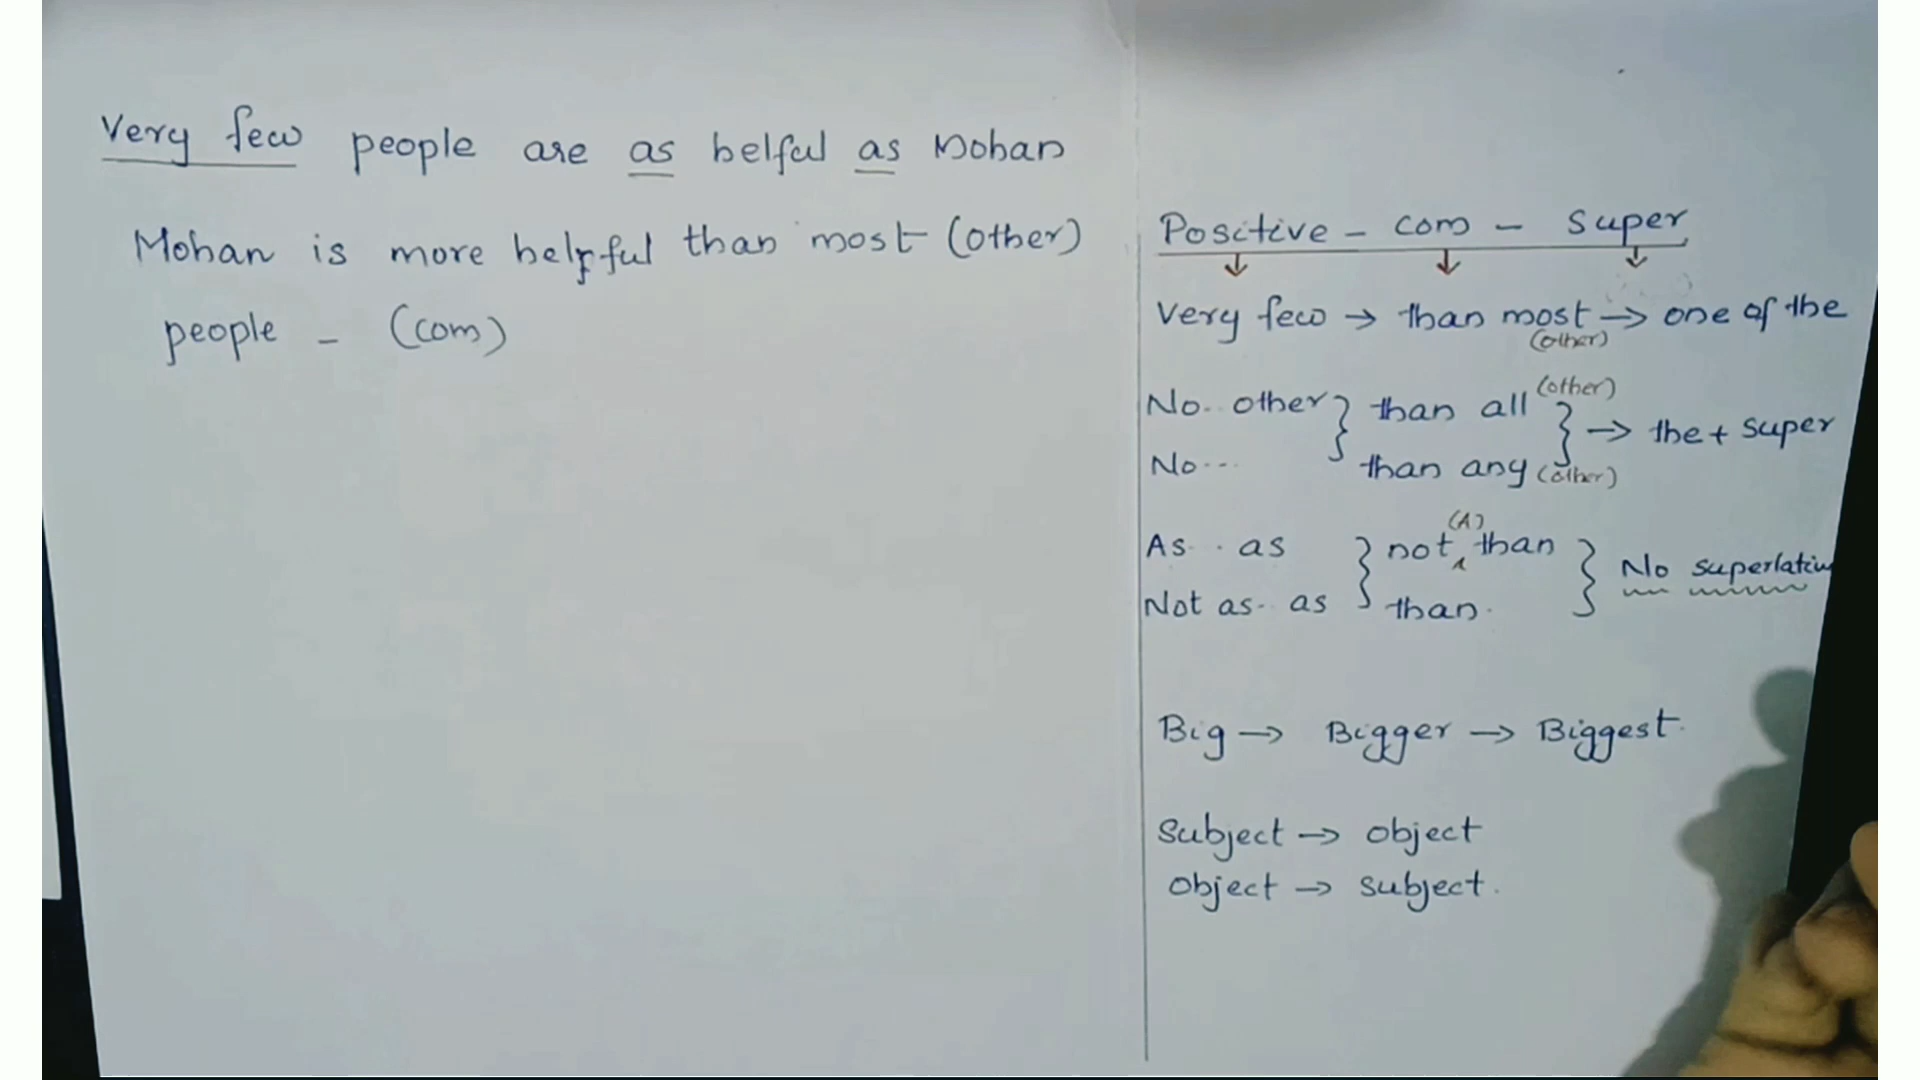 Very few people are as belful as Mohan
Mohan is more helpful than most (other)
people - (com)
Positive - com - Super
Very few → than most → one of the
(other)
No.. other } than all (other) } → the + super
No... than any (other)
As.. as } not (A) than } No superlativ
Not as.. as than.
Big → Bigger → Biggest.
Subject → object
object → subject.